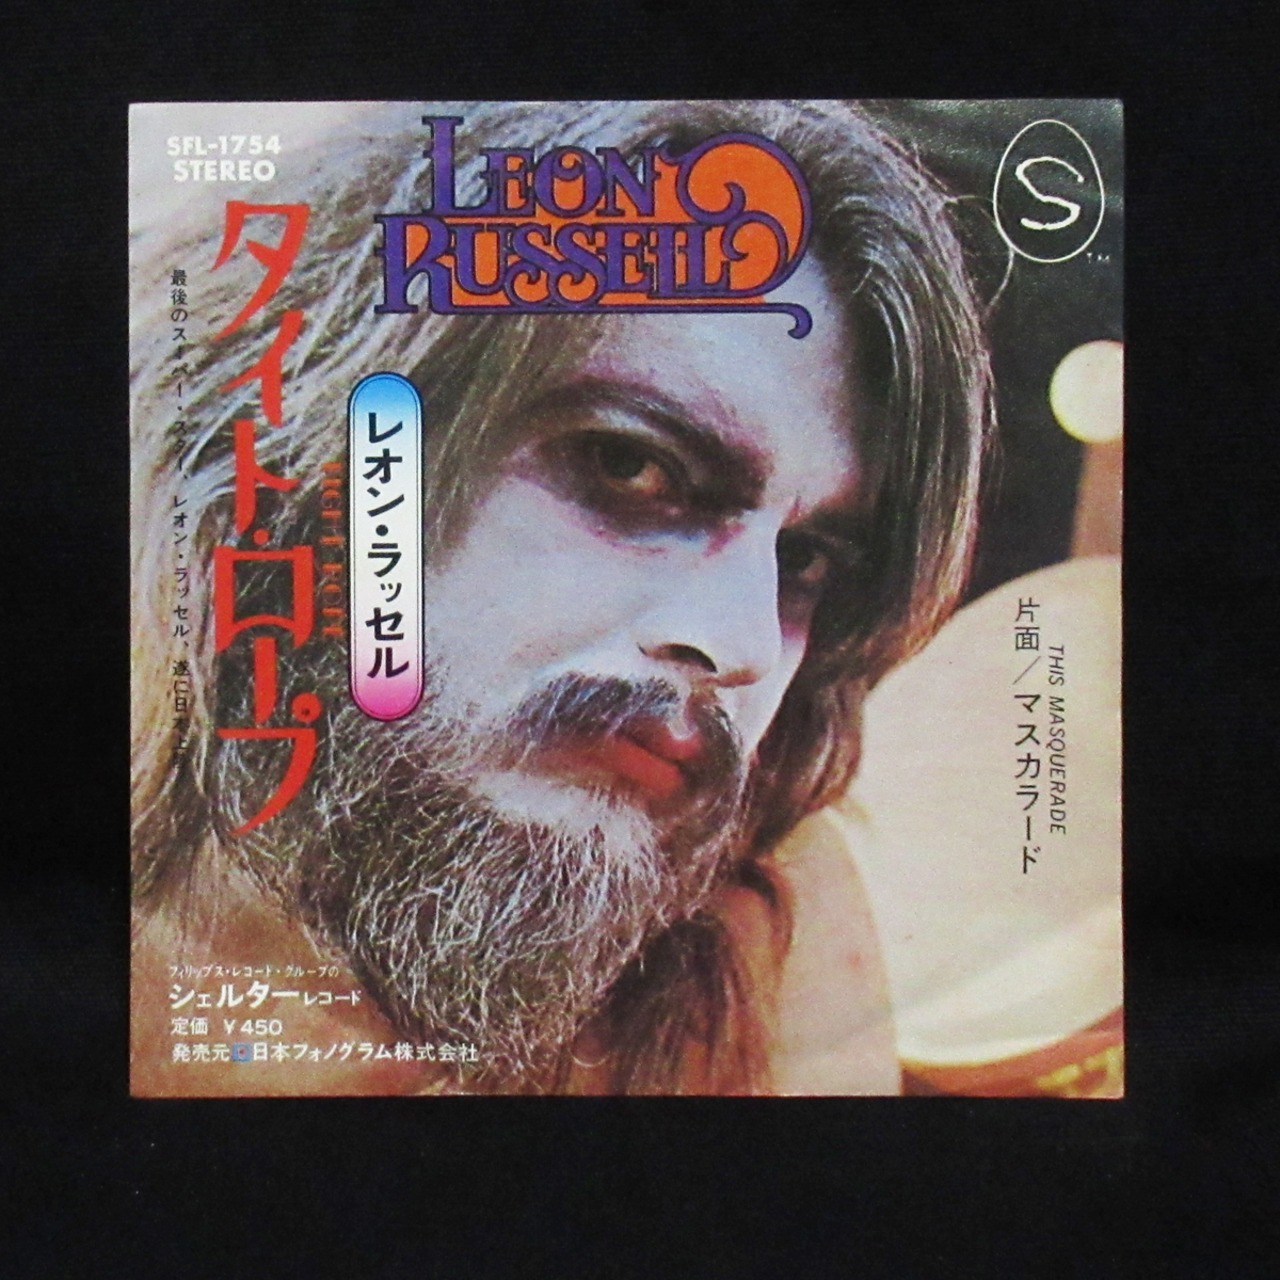 SFL-1754
STEREO
LEON
RUSSELL
S
TM
タイト・ロープ
TIGHT ROPE
レオン・ラッセル
最後のスーパー・スター、レオン・ラッセル、遂に日本上陸
片面/マスカラード
THIS MASQUERADE
フィリップス・レコード・グループの
シェルターレコード
定価 ¥450
発売元 日本フォノグラム株式会社